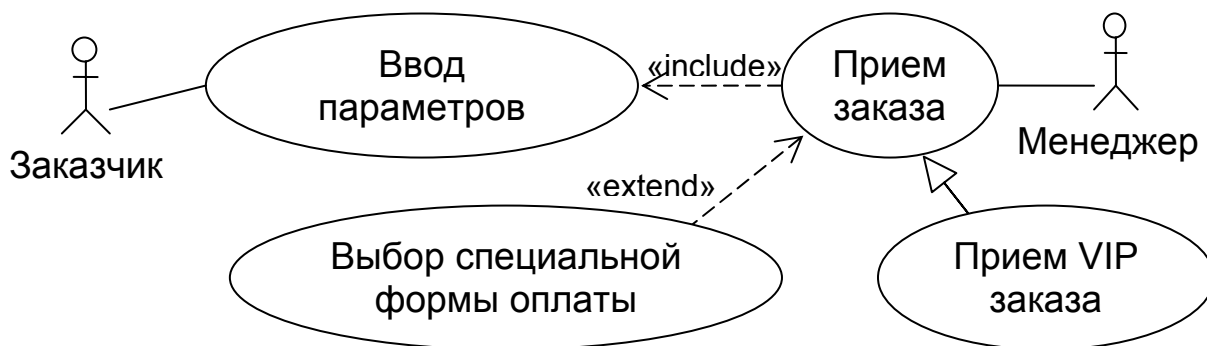 Ввод
параметров
«include»
Прием
заказа
Заказчик
Менеджер
«extend»
Выбор специальной
формы оплаты
Прием VIP
заказа